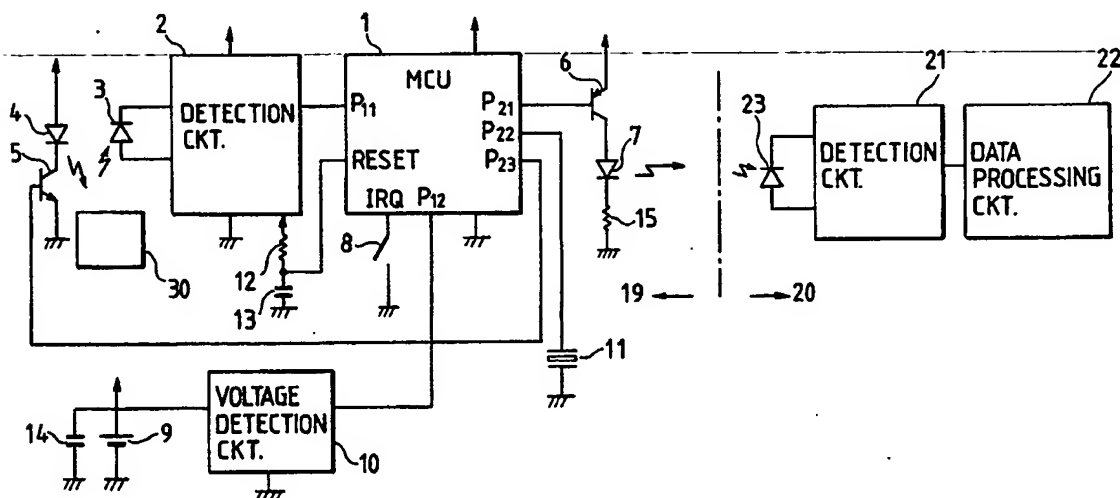 2
1
6
21
22
MCU
4
3
23
7
5
DETECTION
CKT.
P11
P21
P22
P23
RESET
IRQ P12
DETECTION
CKT.
DATA
PROCESSING
CKT.
8
15
12
13
30
19
20
11
VOLTAGE
DETECTION
CKT.
14
9
10